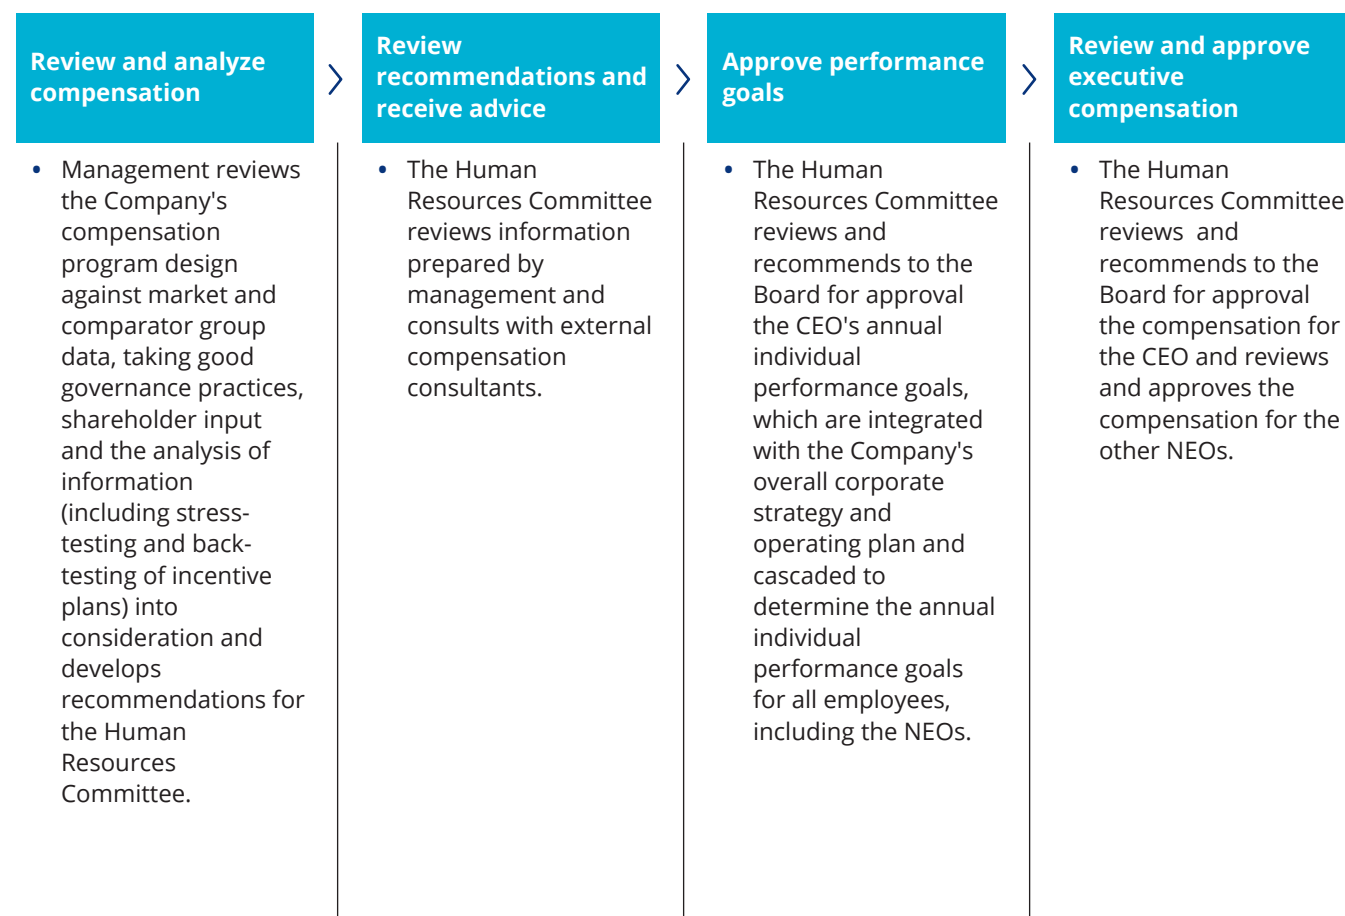 Review and analyze
compensation
• Management reviews
the Company's
compensation
program design
against market and
comparator group
data, taking good
governance practices,
shareholder input
and the analysis of
information
(including stress-
testing and back-
testing of incentive
plans) into
consideration and
develops
recommendations for
the Human
Resources
Committee.
Review
recommendations and
receive advice
• The Human
Resources Committee
reviews information
prepared by
management and
consults with external
compensation
consultants.
Approve performance
goals
• The Human
Resources Committee
reviews and
recommends to the
Board for approval
the CEO's annual
individual
performance goals,
which are integrated
with the Company's
overall corporate
strategy and
operating plan and
cascaded to
determine the annual
individual
performance goals
for all employees,
including the NEOs.
Review and approve
executive
compensation
• The Human
Resources Committee
reviews  and
recommends to the
Board for approval
the compensation for
the CEO and reviews
and approves the
compensation for the
other NEOs.